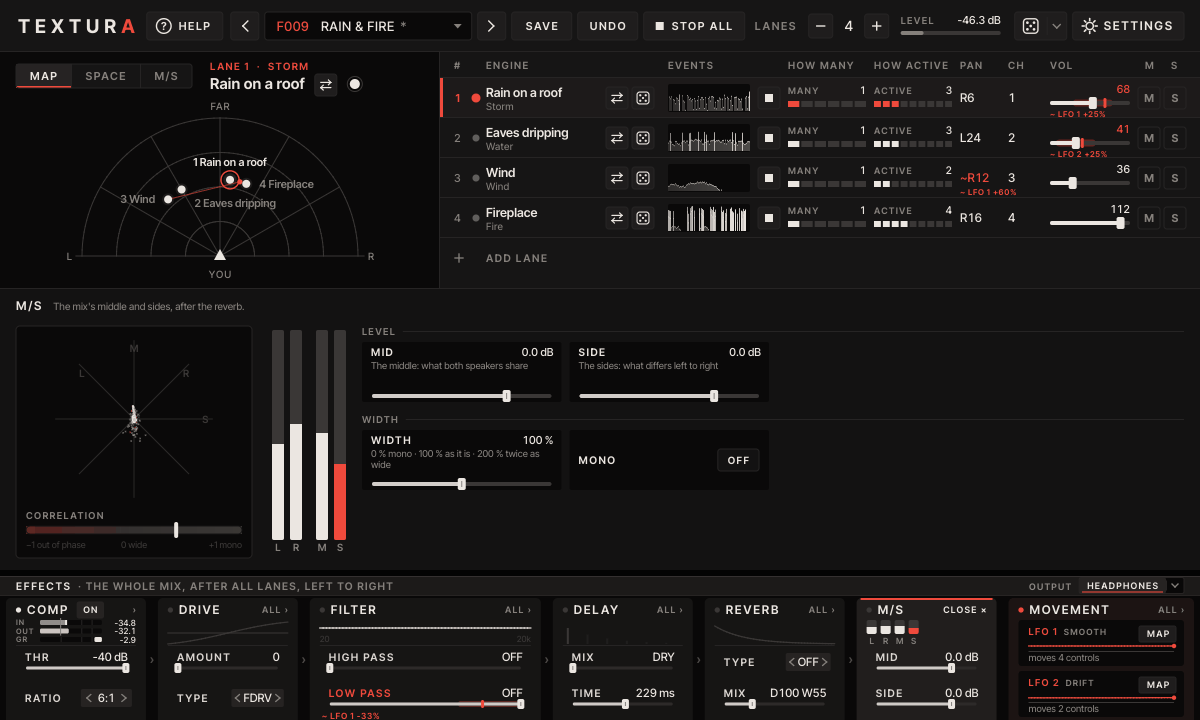 TEXTURA
HELP
F009 RAIN & FIRE *
SAVE
UNDO
STOP ALL
LANES
4
LEVEL -46.3 dB
SETTINGS
MAP SPACE M/S
LANE 1 · STORM
Rain on a roof
FAR
1 Rain on a roof
4 Fireplace
3 Wind
2 Eaves dripping
L
R
YOU
# ENGINE EVENTS HOW MANY HOW ACTIVE PAN CH VOL M S
1 Rain on a roof MANY 1 ACTIVE 3 R6 1 68 M S
Storm
~ LFO 1 +25%
2 Eaves dripping MANY 1 ACTIVE 3 L24 2 41 M S
Water
~ LFO 2 +25%
3 Wind MANY 1 ACTIVE 2 ~R12 3 36 M S
Wind
~ LFO 1 +60%
4 Fireplace MANY 1 ACTIVE 4 R16 4 112 M S
Fire
+ ADD LANE
M/S The mix's middle and sides, after the reverb.
M
L
R
S
CORRELATION
−1 out of phase 0 wide +1 mono
L R M S
LEVEL
MID 0.0 dB
The middle: what both speakers share
SIDE 0.0 dB
The sides: what differs left to right
WIDTH
WIDTH 100 %
0 % mono · 100 % as it is · 200 % twice as
wide
MONO OFF
EFFECTS · THE WHOLE MIX, AFTER ALL LANES, LEFT TO RIGHT
OUTPUT HEADPHONES
COMP ON ›
IN -34.8
OUT -32.1
GR -2.9
THR -40 dB
RATIO < 6:1 >
DRIVE ALL ›
AMOUNT 0
TYPE < FDRV >
FILTER ALL ›
20 20k
HIGH PASS OFF
LOW PASS OFF
~ LFO 1 -33%
DELAY ALL ›
MIX DRY
TIME 229 ms
REVERB ALL ›
TYPE < OFF >
MIX D100 W55
M/S CLOSE ×
L R M S
MID 0.0 dB
SIDE 0.0 dB
MOVEMENT ALL ›
LFO 1 SMOOTH MAP
moves 4 controls
LFO 2 DRIFT MAP
moves 2 controls